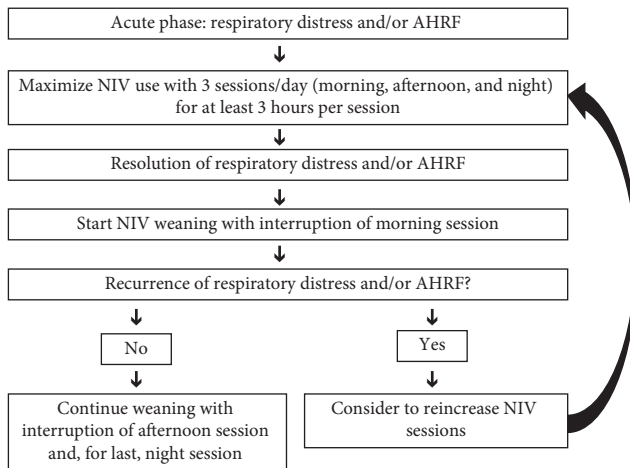 Acute phase: respiratory distress and/or AHRF
Maximize NIV use with 3 sessions/day (morning, afternoon, and night)
for at least 3 hours per session
Resolution of respiratory distress and/or AHRF
Start NIV weaning with interruption of morning session
Recurrence of respiratory distress and/or AHRF?
No
Yes
Continue weaning with
interruption of afternoon session
and, for last, night session
Consider to reincrease NIV
sessions